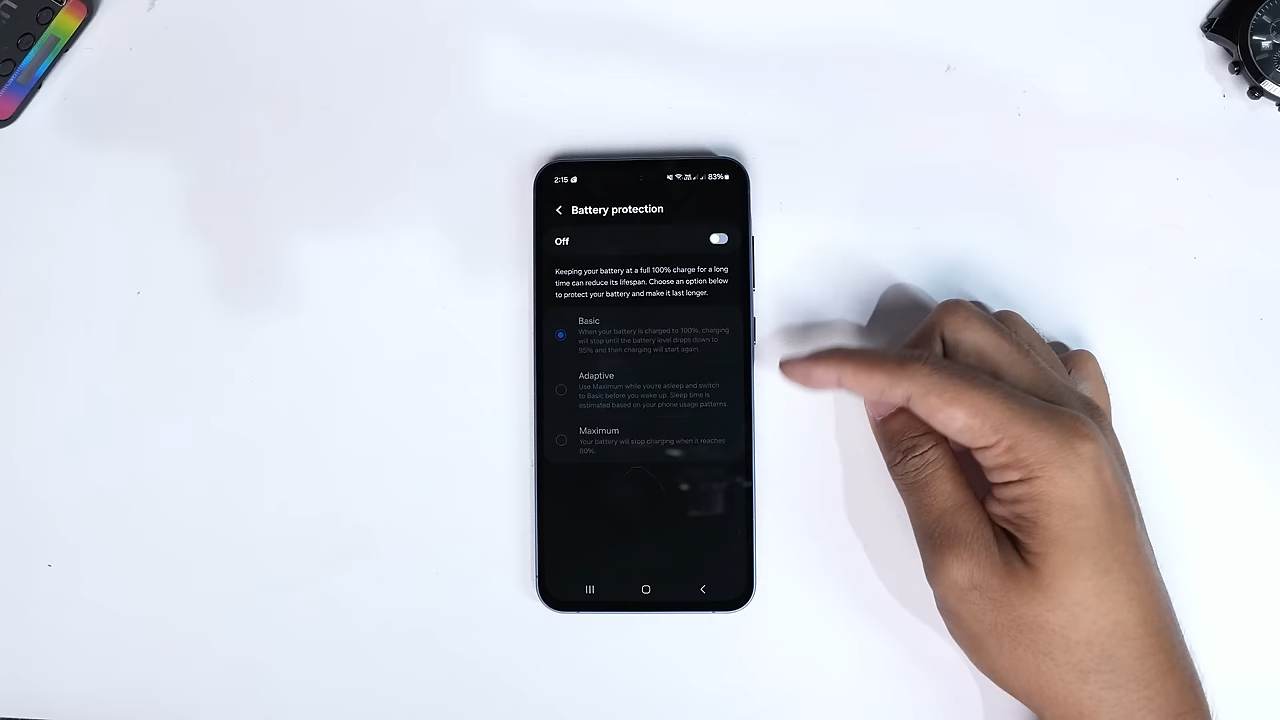 2:15 83%
Battery protection
Off
Keeping your battery at a full 100% charge for a long
time can reduce its lifespan. Choose an option below
to protect your battery and make it last longer.
Basic
When your battery is charged to 100%, charging
will stop until the battery level drops down to
95% and then charging will start again.
Adaptive
Use Maximum while you're asleep and switch
to Basic before you wake up. Sleep time is
estimated based on your phone usage patterns.
Maximum
Your battery will stop charging when it reaches
80%.